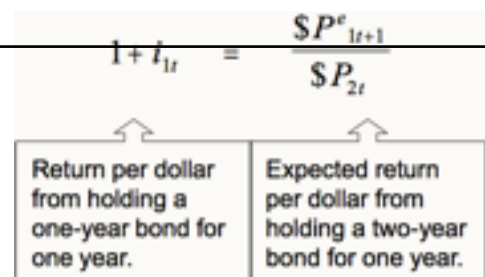 1 + i₁ₜ = $Pᵉ₁ₜ₊₁ / $P₂ₜ
Return per dollar
from holding a
one-year bond for
one year.
Expected return
per dollar from
holding a two-year
bond for one year.